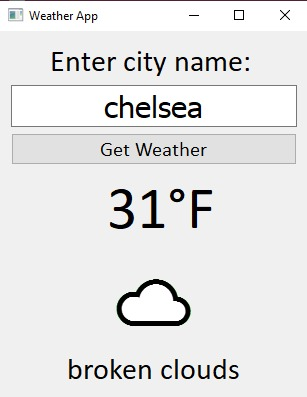 Weather App
Enter city name:
chelsea
Get Weather
31°F
broken clouds